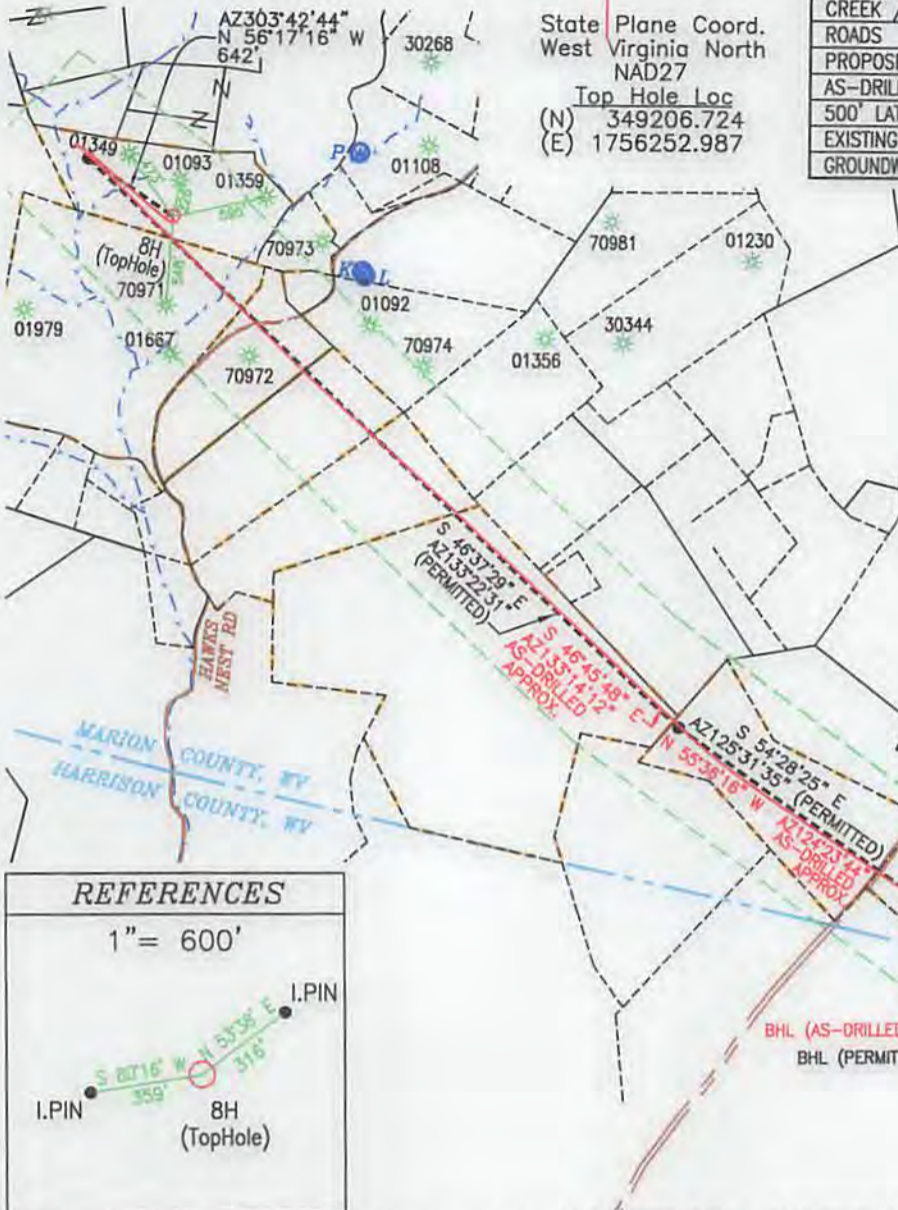 AZ303°42'44"
N 56°17'16" W
642'
30268
State Plane Coord.
West Virginia North
NAD27
Top Hole Loc
(N) 349206.724
(E) 1756252.987
CREEK
ROADS
PROPOSE
AS-DRILL
500' LAT
EXISTING
GROUNDW
N
N
01349
01093
01359
P
01108
595'
70973
8H
(TopHole)
548'
70971
K
L
01092
70981
01230
01979
01667
70972
70974
01356
30344
S 46°37'29" E
AZ133°22'31"
(PERMITTED)
S 46°45'48" E
AZ133°14'12"
AS-DRILLED
APPROX.
HAWKS
NEST RD
S 54°28'25" E
AZ125°31'35" (PERMITTED)
N 55°36'16" W
AZ124°23'44"
AS-DRILLED
APPROX.
MARION COUNTY, WV
HARRISON COUNTY, WV
REFERENCES
1"= 600'
I.PIN
N 53°38' E
316'
S 80°16' W
359'
I.PIN
8H
(TopHole)
BHL (AS-DRILLED
BHL (PERMIT